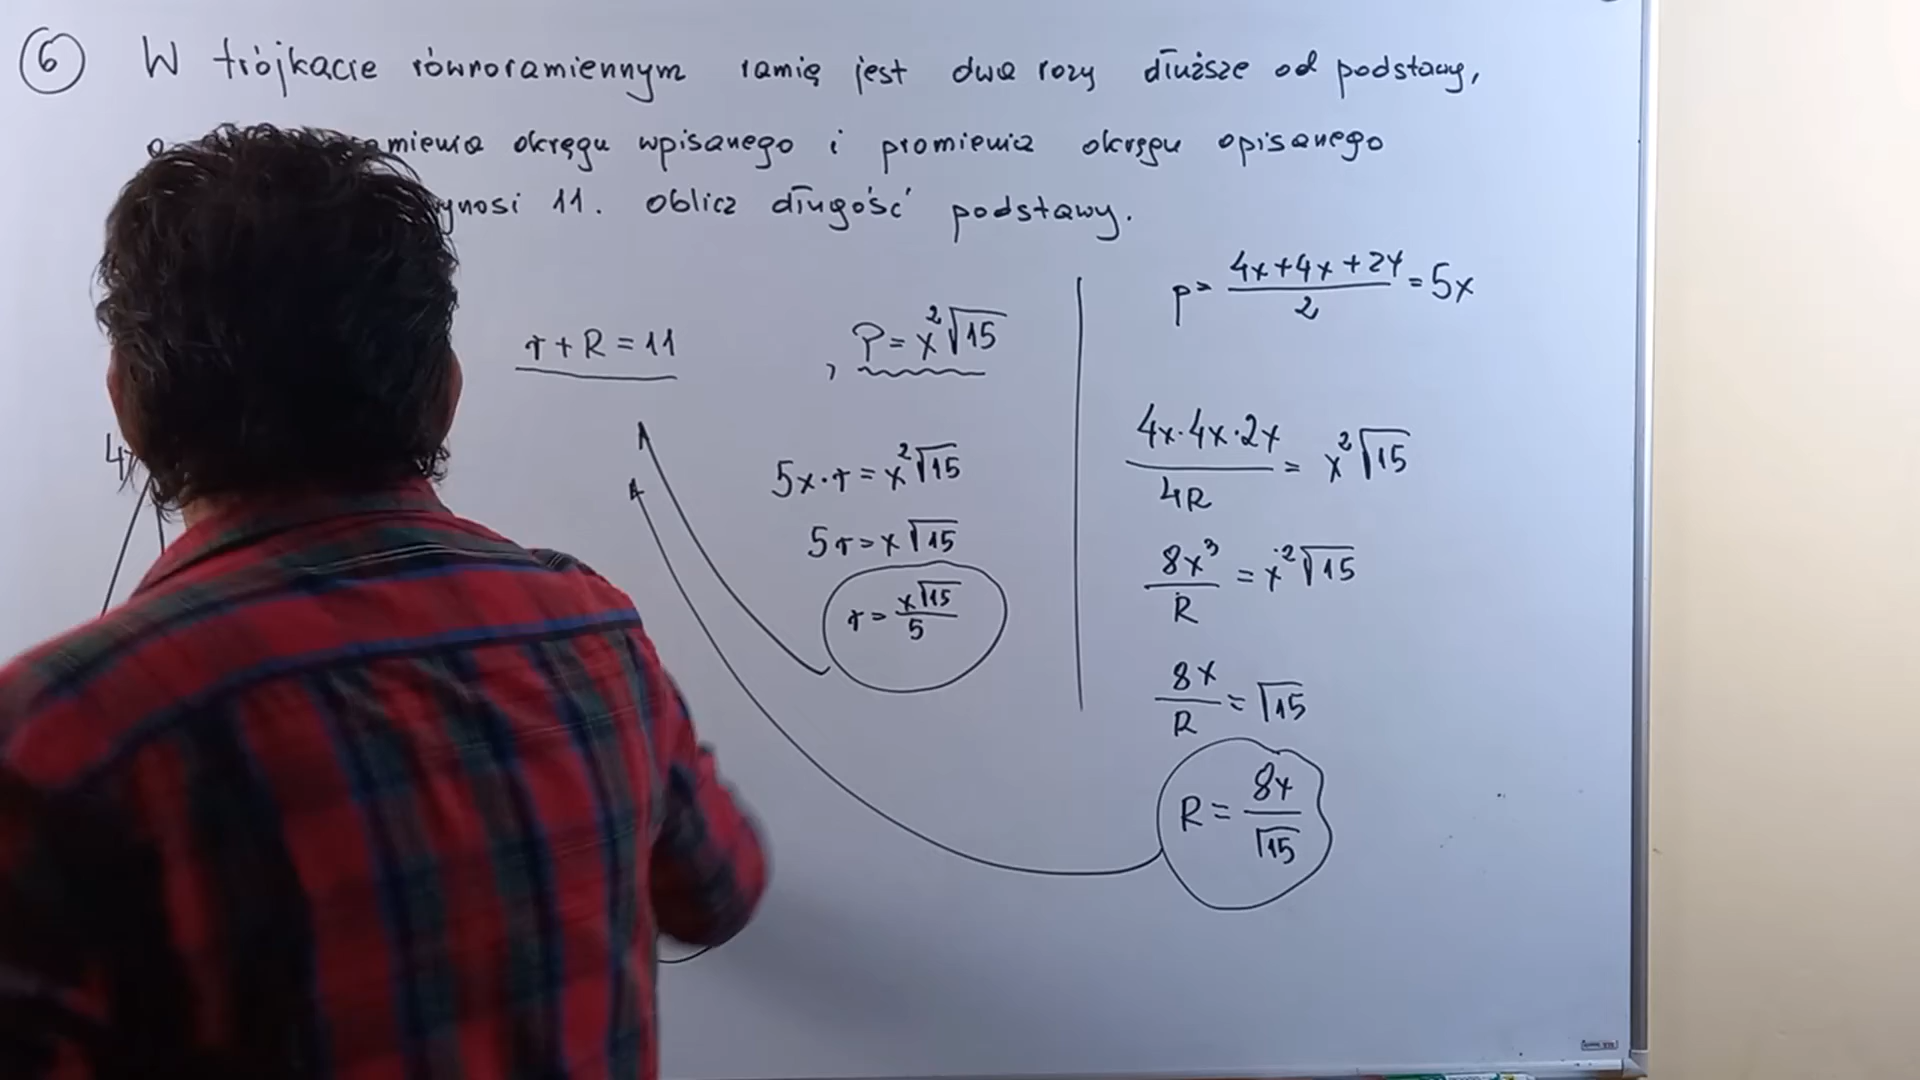 6 W trójkącie równoramiennym ramię jest dwa razy dłuższe od podstawy,
okręgu wpisanego i promienia okręgu opisanego
11. Oblicz długość podstawy.
p = (4x+4x+2x)/2 = 5x
r + R = 11 , P = x²√15
4x·4x·2x/4R = x²√15
5x·r = x²√15
5r = x√15
8x³/R = x²√15
r = x√15/5
8x/R = √15
R = 8x/√15